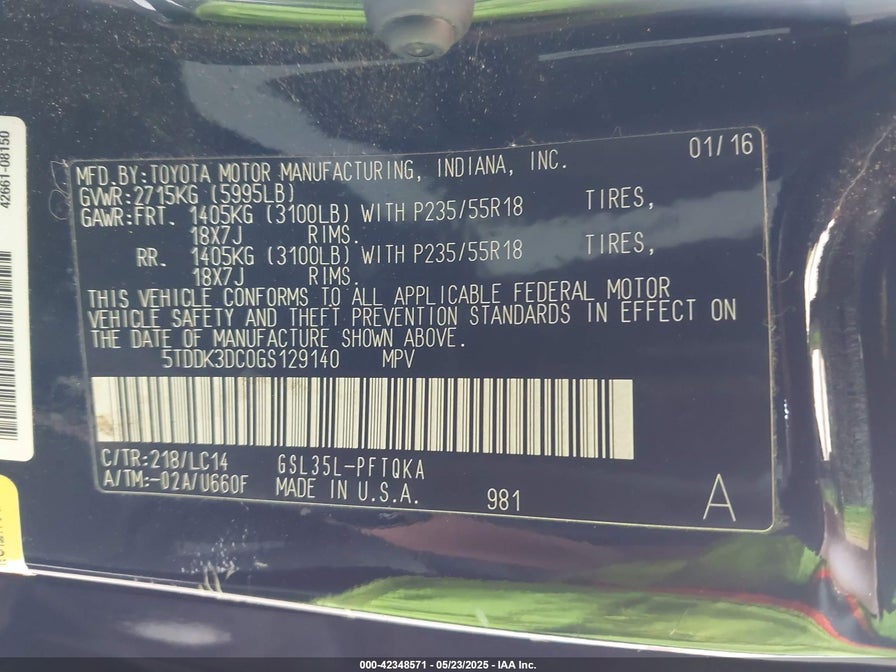 42661-08150
MFD.BY:TOYOTA MOTOR MANUFACTURING, INDIANA, INC. 01/16
GVWR:2715KG (5995LB)
GAWR:FRT. 1405KG (3100LB) WITH P235/55R18 TIRES,
18X7J RIMS.
RR. 1405KG (3100LB) WITH P235/55R18 TIRES,
18X7J RIMS.
THIS VEHICLE CONFORMS TO ALL APPLICABLE FEDERAL MOTOR
VEHICLE SAFETY AND THEFT PREVENTION STANDARDS IN EFFECT ON
THE DATE OF MANUFACTURE SHOWN ABOVE.
5TDDK3DC0GS129140 MPV
C/TR:218/LC14 GSL35L-PFTQKA
A/TM:-02A/U660F MADE IN U.S.A. 981 A
000-42348571 - 05/23/2025 - IAA Inc.